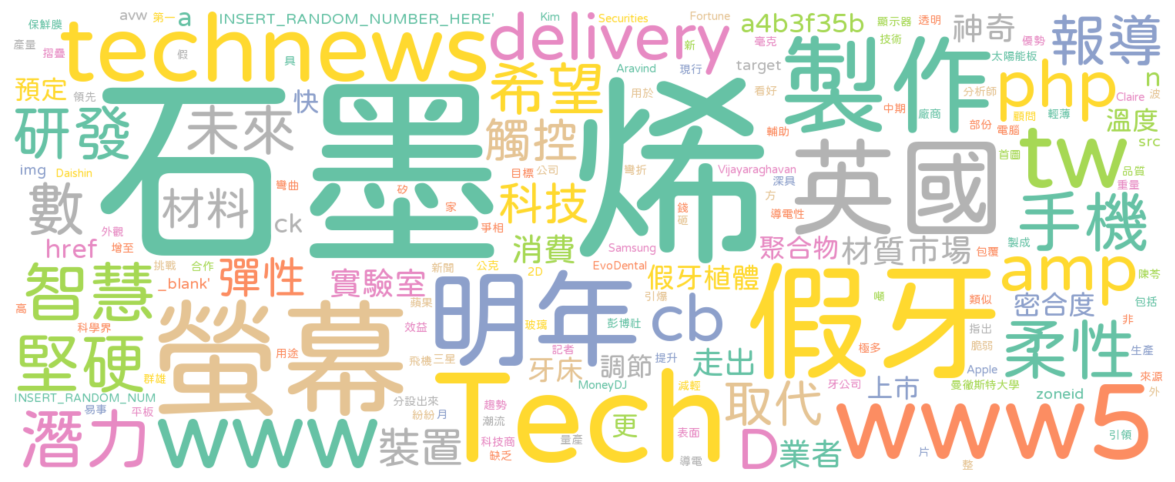 保鮮膜 avw 第一 a INSERT_RANDOM_NUMBER_HERE' Kim Securities Fortune a4b3f35b 顯示器 透明 優勢
產量 摺疊 假 具 technews delivery 新 毫克 技術 神奇 報導
預定 領先 快 希望 Aravind target 現行 看好 製作 太陽能板 分析師 php Claire n 波
研發 未來 石墨烯 觸控 用於 輔助 中期 廠商 部份 顧問 電腦 輕薄 溫度
img Daishin 數 材料 彎曲 矽 目標 公司 彎折 Vijayaraghavan 深具 英國 首圖 tw src 品質 重量
href 外觀 ck 家 爭相 科技 錢 砸 方 導電性 手機
增至 挑戰 合作 _blank' 彈性 實驗室 新聞 公克 消費 2D Samsung EvoDental 假牙植體 聚合物 材質 市場 包覆 製成 amp 陳苓
智慧 高 科學界 蘋果 明年 引爆 cb 噸 假牙 類似 密合度 包括
堅硬 螢幕 用途 效益 玻璃 彭博社 指出 脆弱 柔性 非 生產
群雄 飛機 三星 記者 提升 牙床 調節 走出 極多 來源
INSERT_RANDOM_NUM 易事 平板 分設出來 紛紛 月 趨勢 潮流 Tech MoneyDJ 減輕 取代 牙公司 上市 Apple 曼徹斯特大學 zoneid 外
潛力 www 裝置 科技商 缺乏 量產 更 表面 導電 D 業者 www5 片 整 引領